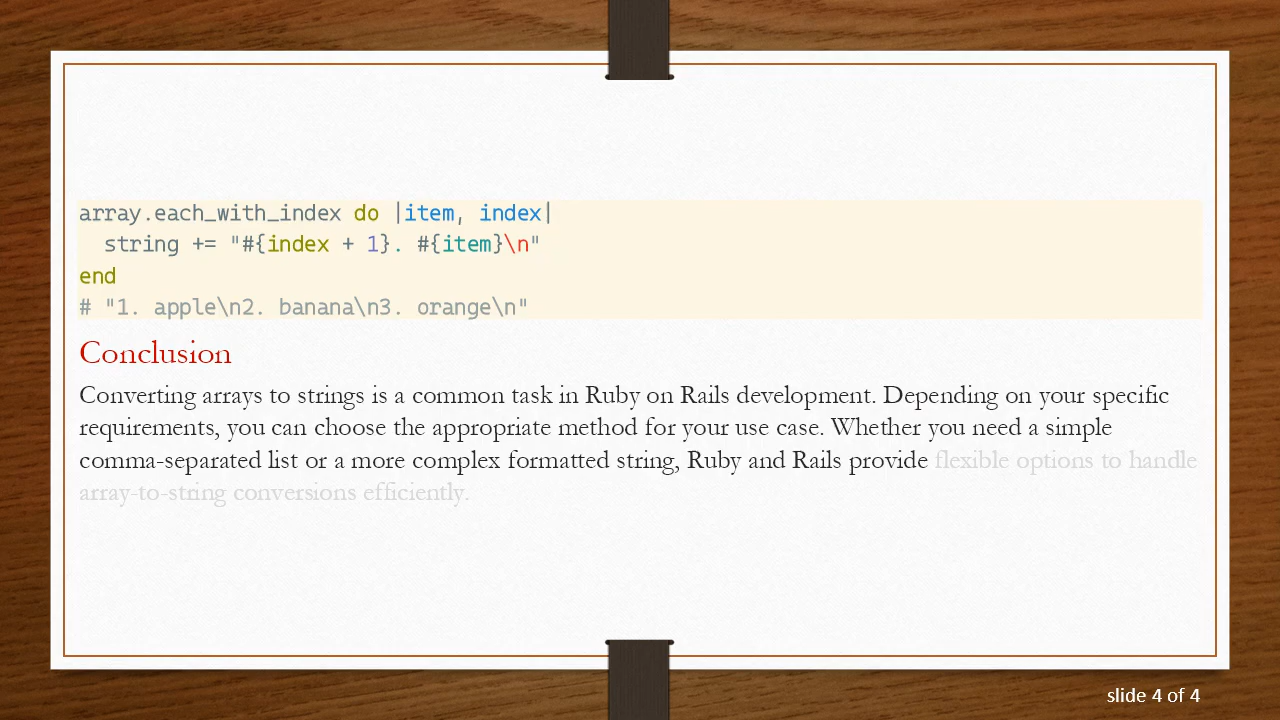 array.each_with_index do |item, index|
  string += "#{index + 1}. #{item}\n"
end
# "1. apple\n2. banana\n3. orange\n"
Conclusion
Converting arrays to strings is a common task in Ruby on Rails development. Depending on your specific
requirements, you can choose the appropriate method for your use case. Whether you need a simple
comma-separated list or a more complex formatted string, Ruby and Rails provide flexible options to handle
array-to-string conversions efficiently.
slide 4 of 4